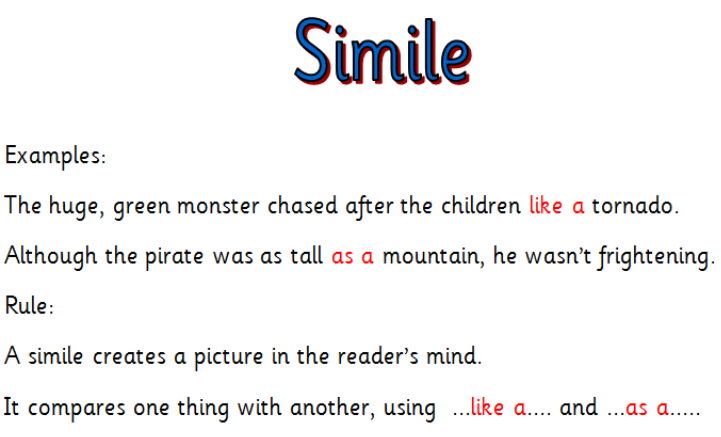 Simile
Examples:
The huge, green monster chased after the children like a tornado.
Although the pirate was as tall as a mountain, he wasn't frightening.
Rule:
A simile creates a picture in the reader's mind.
It compares one thing with another, using ...like a.... and ...as a.....